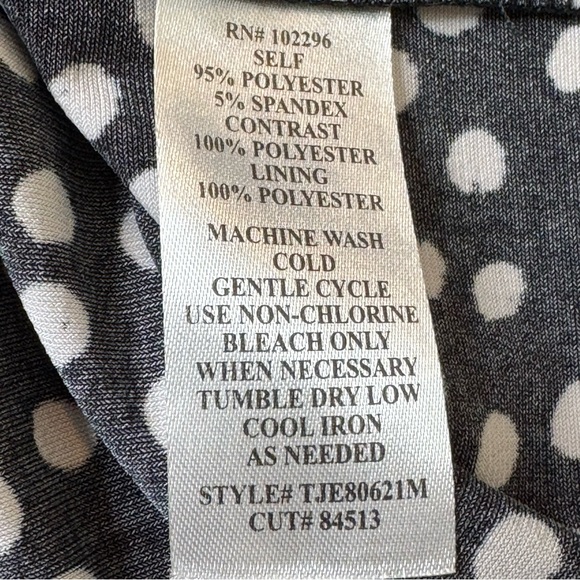 RN# 102296
SELF
95% POLYESTER
5% SPANDEX
CONTRAST
100% POLYESTER
LINING
100% POLYESTER
MACHINE WASH
COLD
GENTLE CYCLE
USE NON-CHLORINE
BLEACH ONLY
WHEN NECESSARY
TUMBLE DRY LOW
COOL IRON
AS NEEDED
STYLE# TJE80621M
CUT# 84513